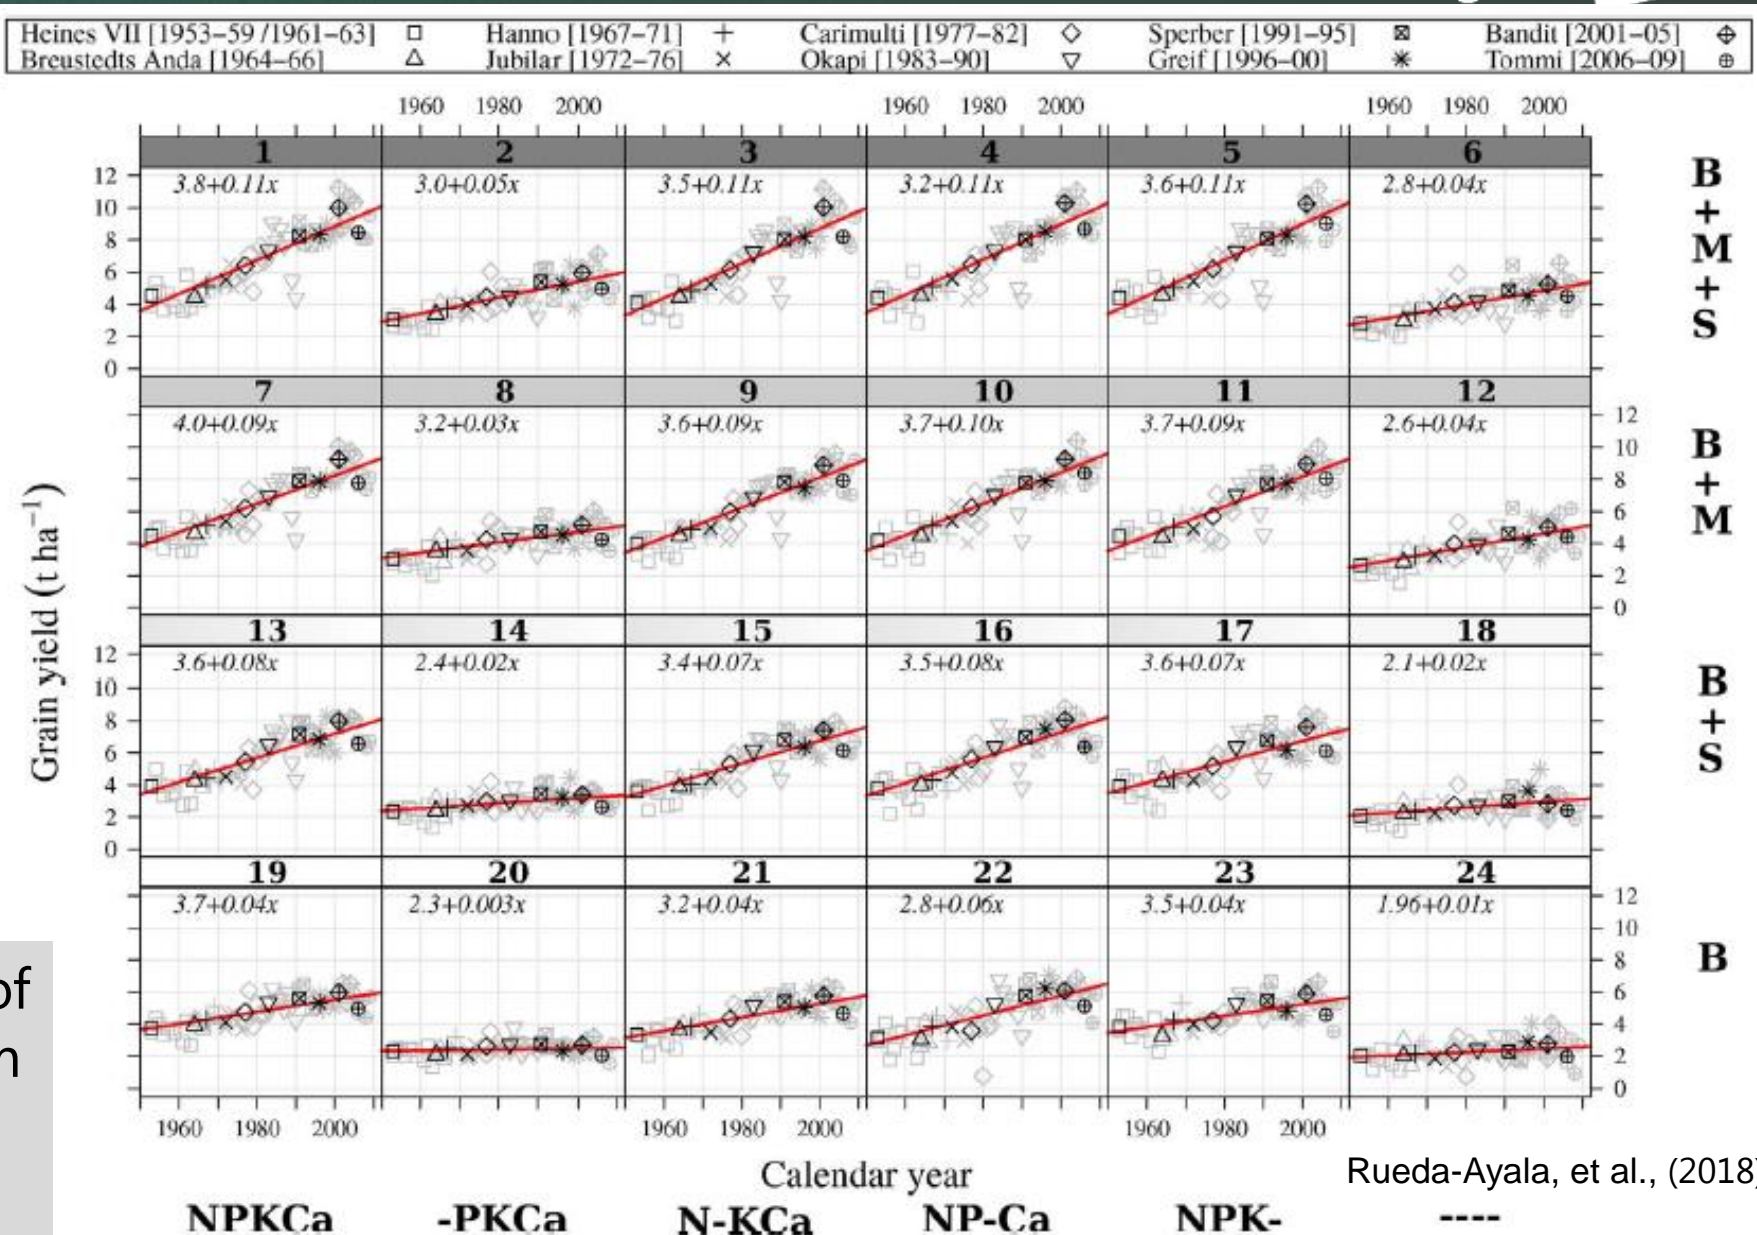 Heines VII [1953–59 /1961–63] □ Hanno [1967–71] + Carimulti [1977–82] ◇ Sperber [1991–95] ⊠ Bandit [2001–05]
Breustedts Anda [1964–66] △ Jubilar [1972–76] × Okapi [1983–90] ▽ Greif [1996–00] ✳ Tommi [2006–09] ⊕
1960 1980 2000 1960 1980 2000 1960 1980 2000
1 2 3 4 5 6
3.8+0.11x 3.0+0.05x 3.5+0.11x 3.2+0.11x 3.6+0.11x 2.8+0.04x
12
10
8
6
4
2
0
B
+
M
+
S
7 8 9 10 11 12
4.0+0.09x 3.2+0.03x 3.6+0.09x 3.7+0.10x 3.7+0.09x 2.6+0.04x
12
10
8
6
4
2
0
B
+
M
13 14 15 16 17 18
3.6+0.08x 2.4+0.02x 3.4+0.07x 3.5+0.08x 3.6+0.07x 2.1+0.02x
12
10
8
6
4
2
0
B
+
S
19 20 21 22 23 24
3.7+0.04x 2.3+0.003x 3.2+0.04x 2.8+0.06x 3.5+0.04x 1.96+0.01x
12
10
8
6
4
2
0
B
Grain yield (t ha⁻¹)
of
1960 1980 2000 1960 1980 2000 1960 1980 2000
Calendar year
Rueda-Ayala, et al., (2018)
NPKCa -PKCa N-KCa NP-Ca NPK- ----